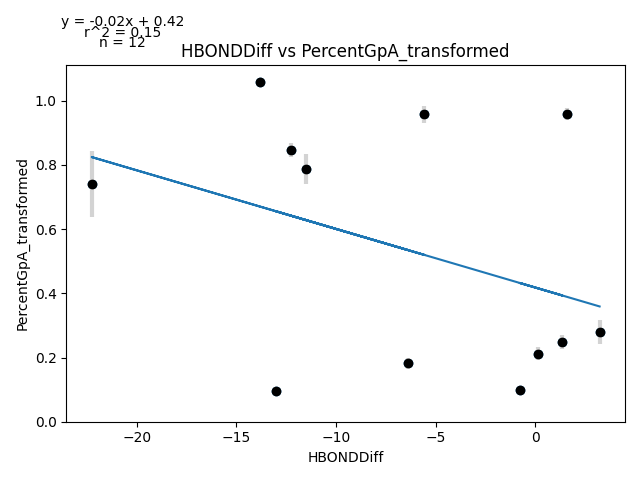 y = -0.02x + 0.42
r^2 = 0.15
n = 12
HBONDDiff vs PercentGpA_transformed
PercentGpA_transformed
1.0
0.8
0.6
0.4
0.2
0.0
−20
−15
−10
−5
0
HBONDDiff